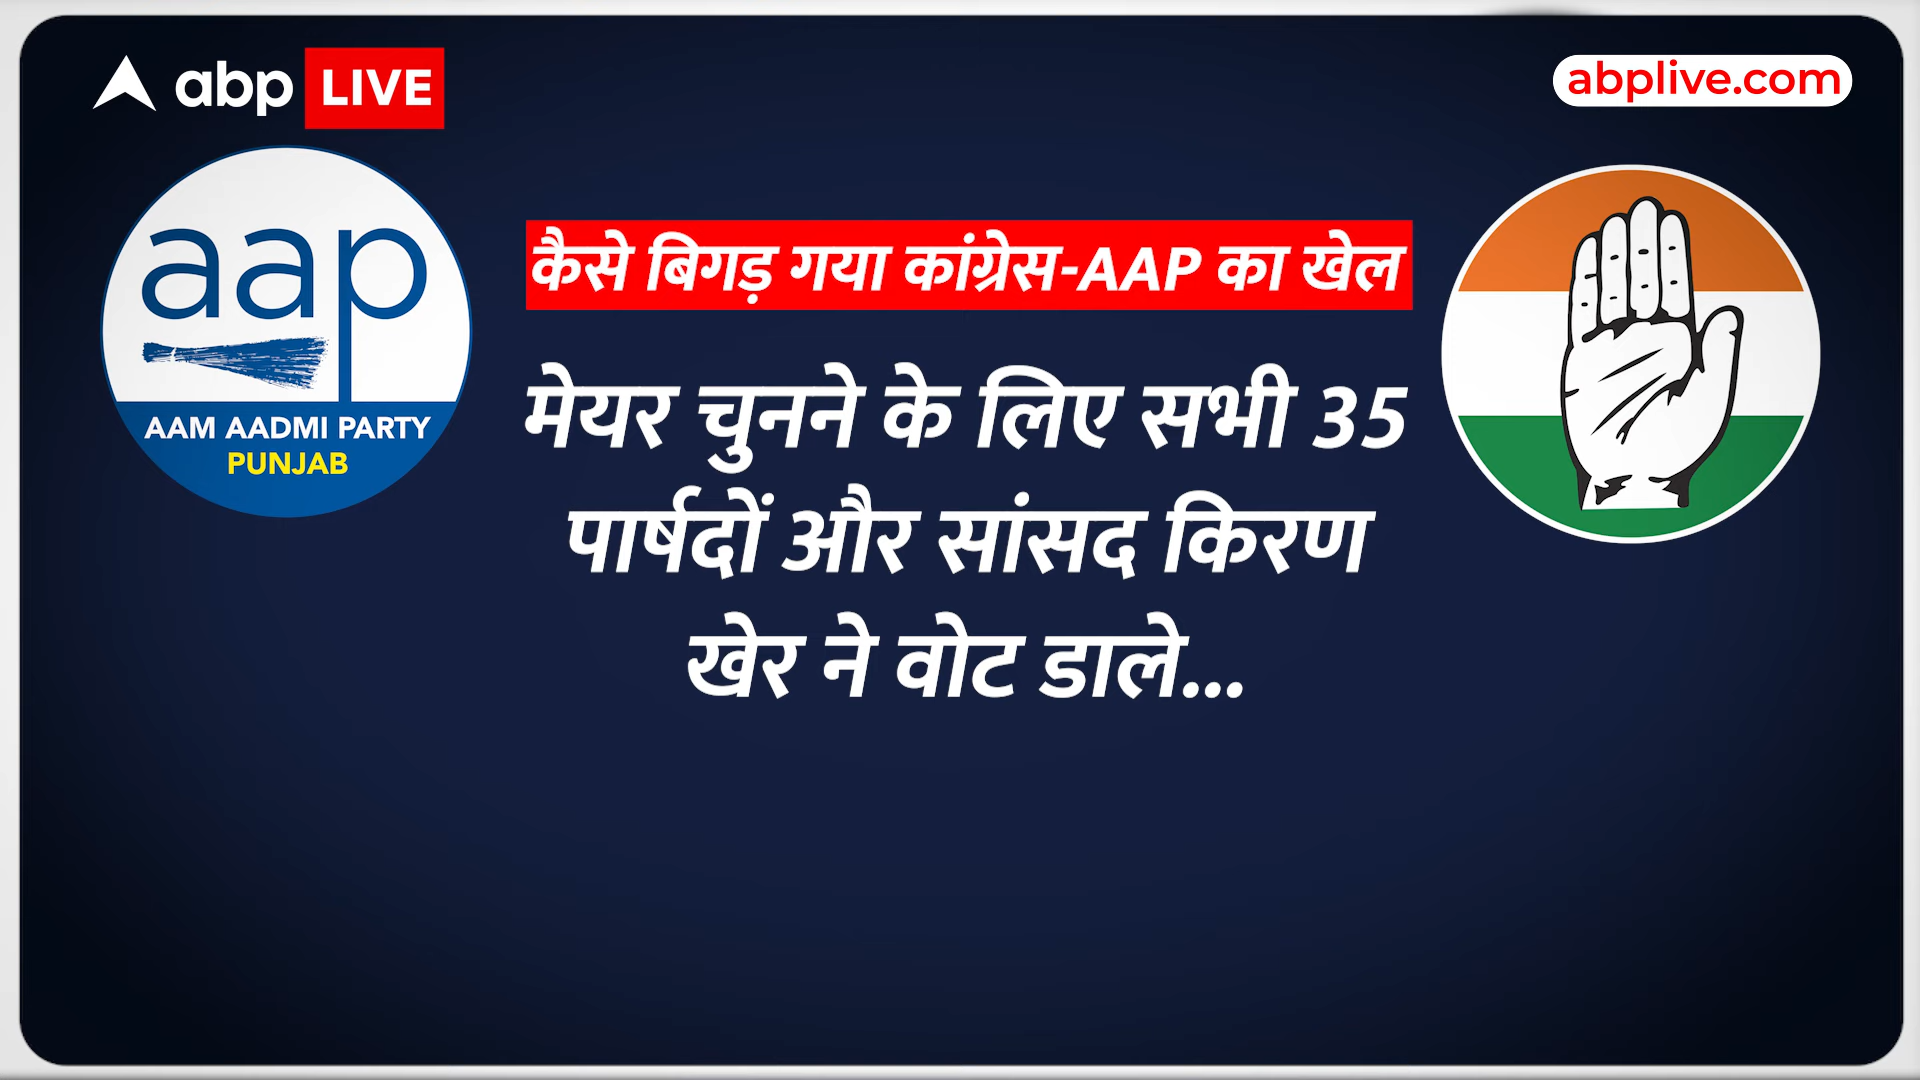 abp LIVE
abplive.com
aap
AAM AADMI PARTY
PUNJAB
कैसे बिगड़ गया कांग्रेस-AAP का खेल
मेयर चुनने के लिए सभी 35
पार्षदों और सांसद किरण
खेर ने वोट डाले...